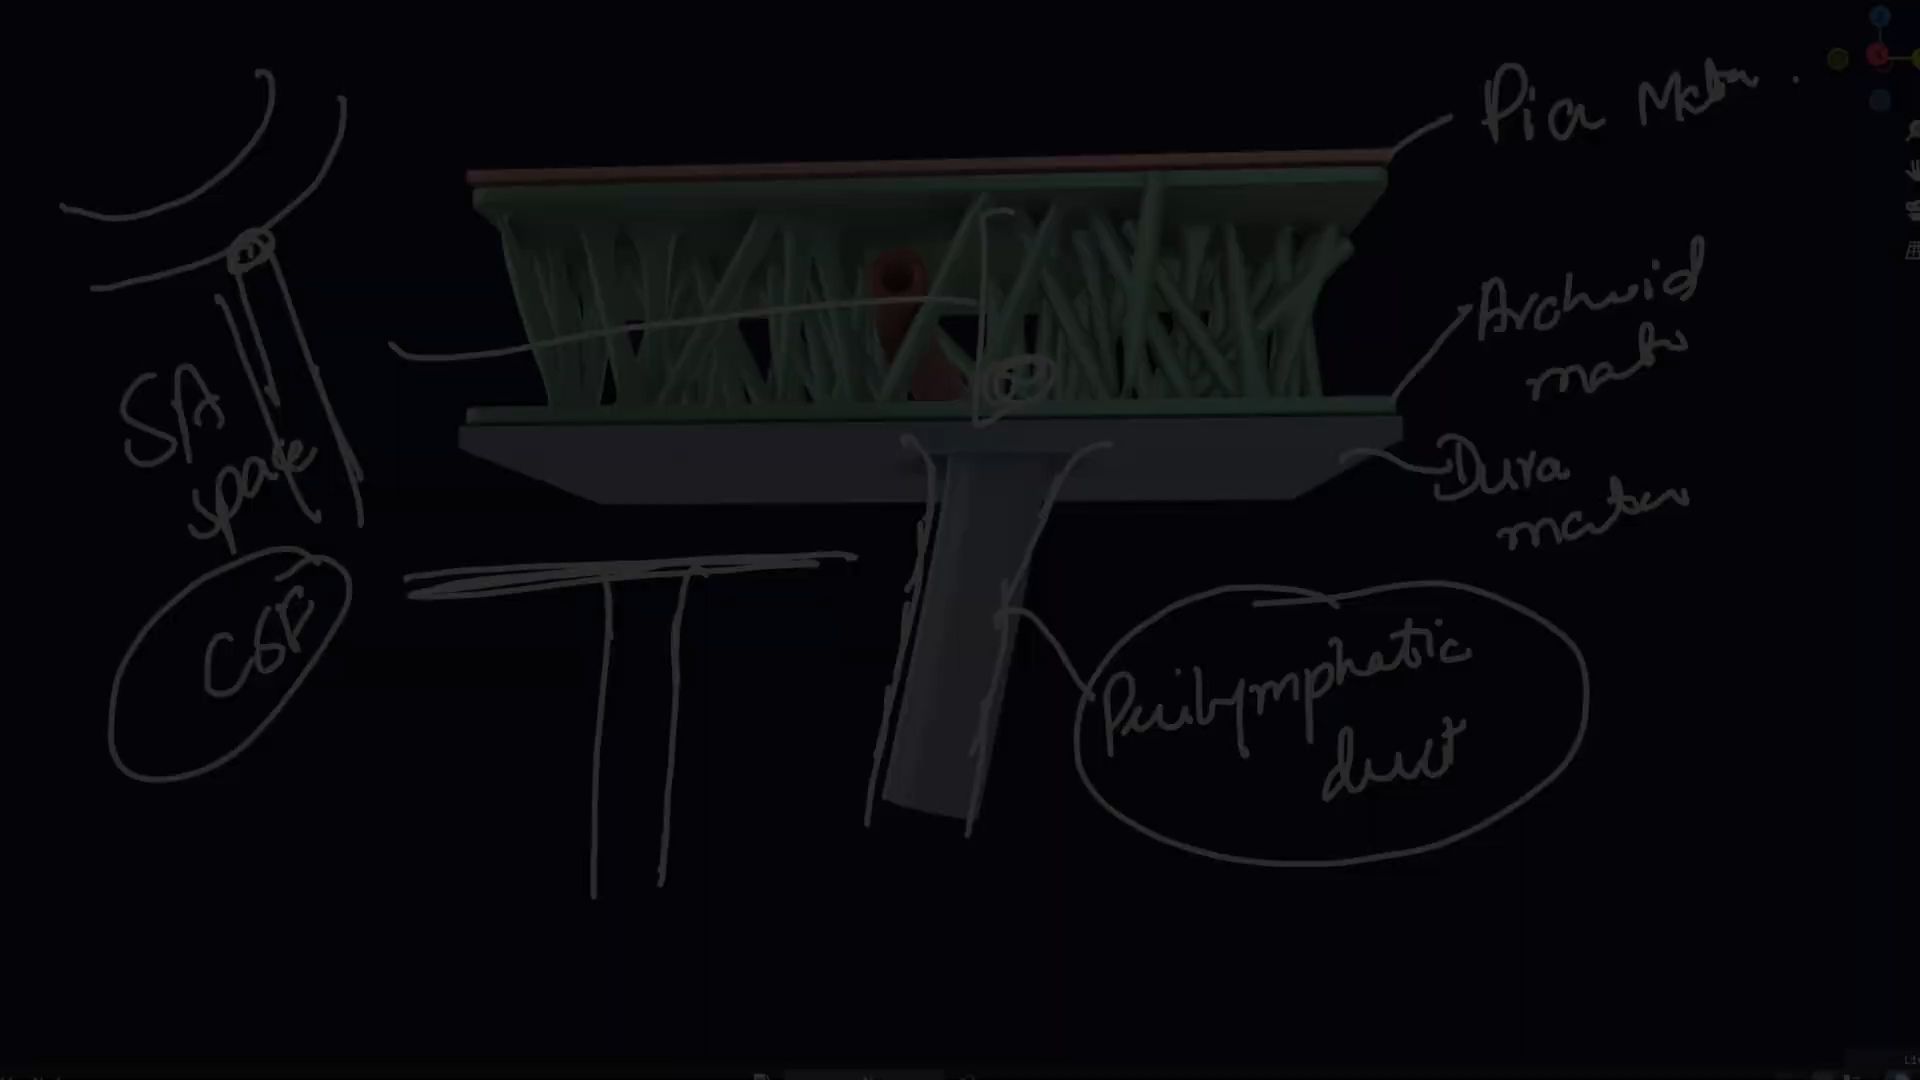 Pia Mater.
Archnoid
mater
SA
space
Dura
mater
CSF
Perilymphatic
duct